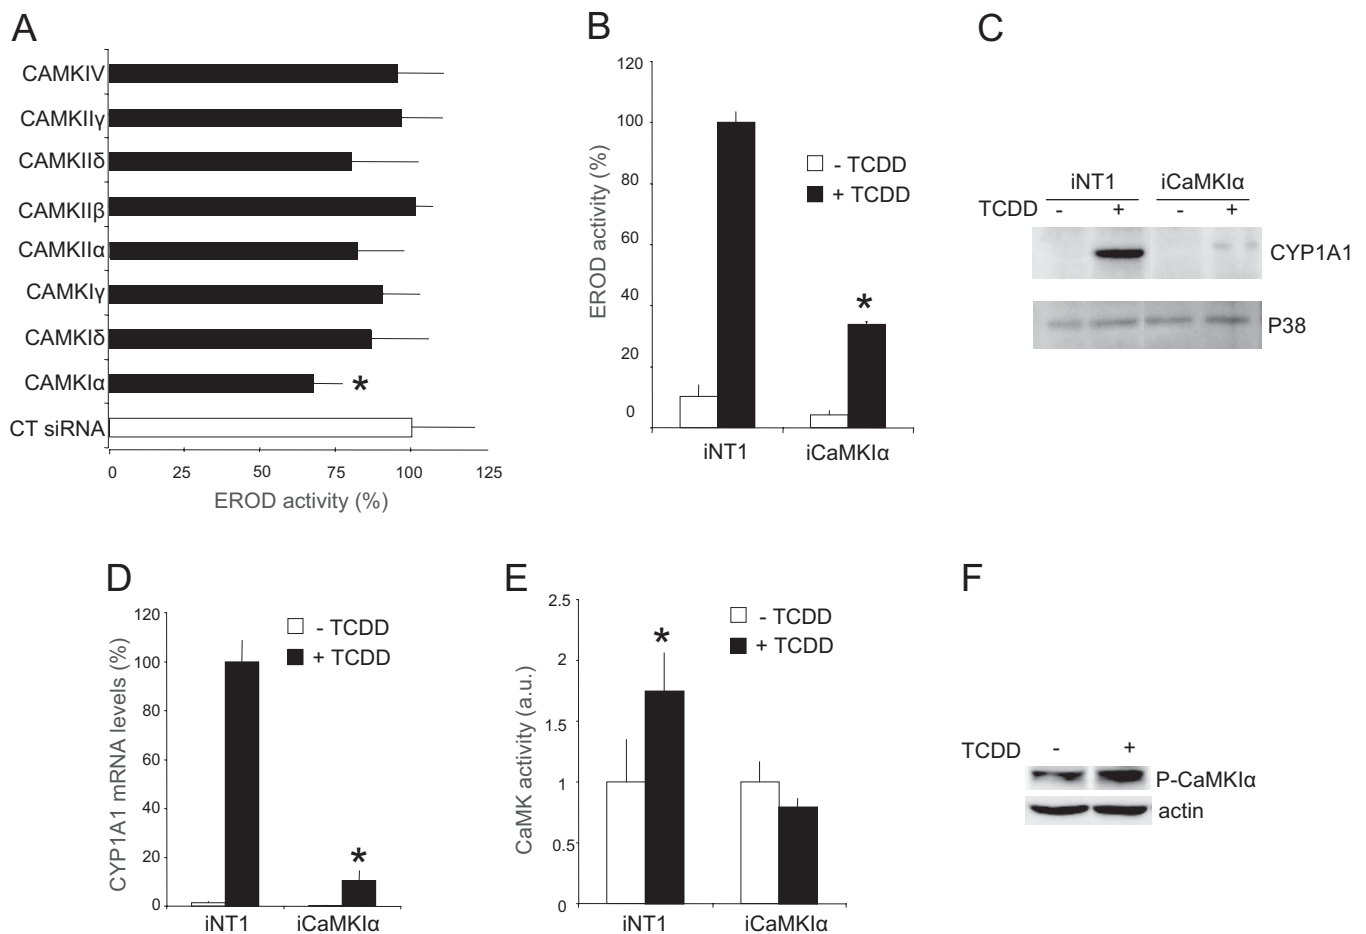 A
CAMKIV
CAMKIIγ
CAMKIIδ
CAMKIIβ
CAMKIIα
CAMKIγ
CAMKIδ
CAMKIα *
CT siRNA
0 25 50 75 100 125
EROD activity (%)
B
120
100
80
60
40
20
0
EROD activity (%)
- TCDD
+ TCDD
*
iNT1 iCaMKIα
C
iNT1 iCaMKIα
TCDD - + - +
CYP1A1
P38
D
120
100
80
60
40
20
0
CYP1A1 mRNA levels (%)
- TCDD
+ TCDD
*
iNT1 iCaMKIα
E
2.5
2
1.5
1
0.5
0
CaMK activity (a.u.)
- TCDD
+ TCDD
*
iNT1 iCaMKIα
F
TCDD - +
P-CaMKIα
actin